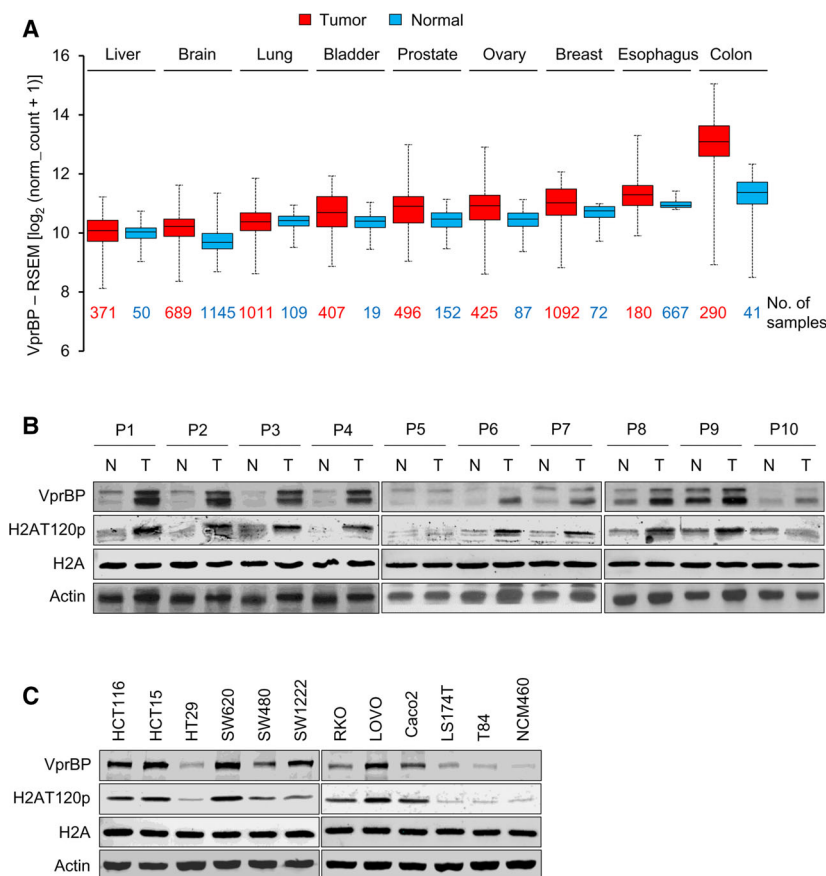 Tumor Normal
A
Liver Brain Lung Bladder Prostate Ovary Breast Esophagus Colon
VprBP – RSEM [log2 (norm_count + 1)]
16
14
12
10
8
6
371 50 689 1145 1011 109 407 19 496 152 425 87 1092 72 180 667 290 41
No. of
samples
B
P1 P2 P3 P4 P5 P6 P7 P8 P9 P10
N T N T N T N T N T N T N T N T N T N T
VprBP
H2AT120p
H2A
Actin
C
HCT116 HCT15 HT29 SW620 SW480 SW1222 RKO LOVO Caco2 LS174T T84 NCM460
VprBP
H2AT120p
H2A
Actin